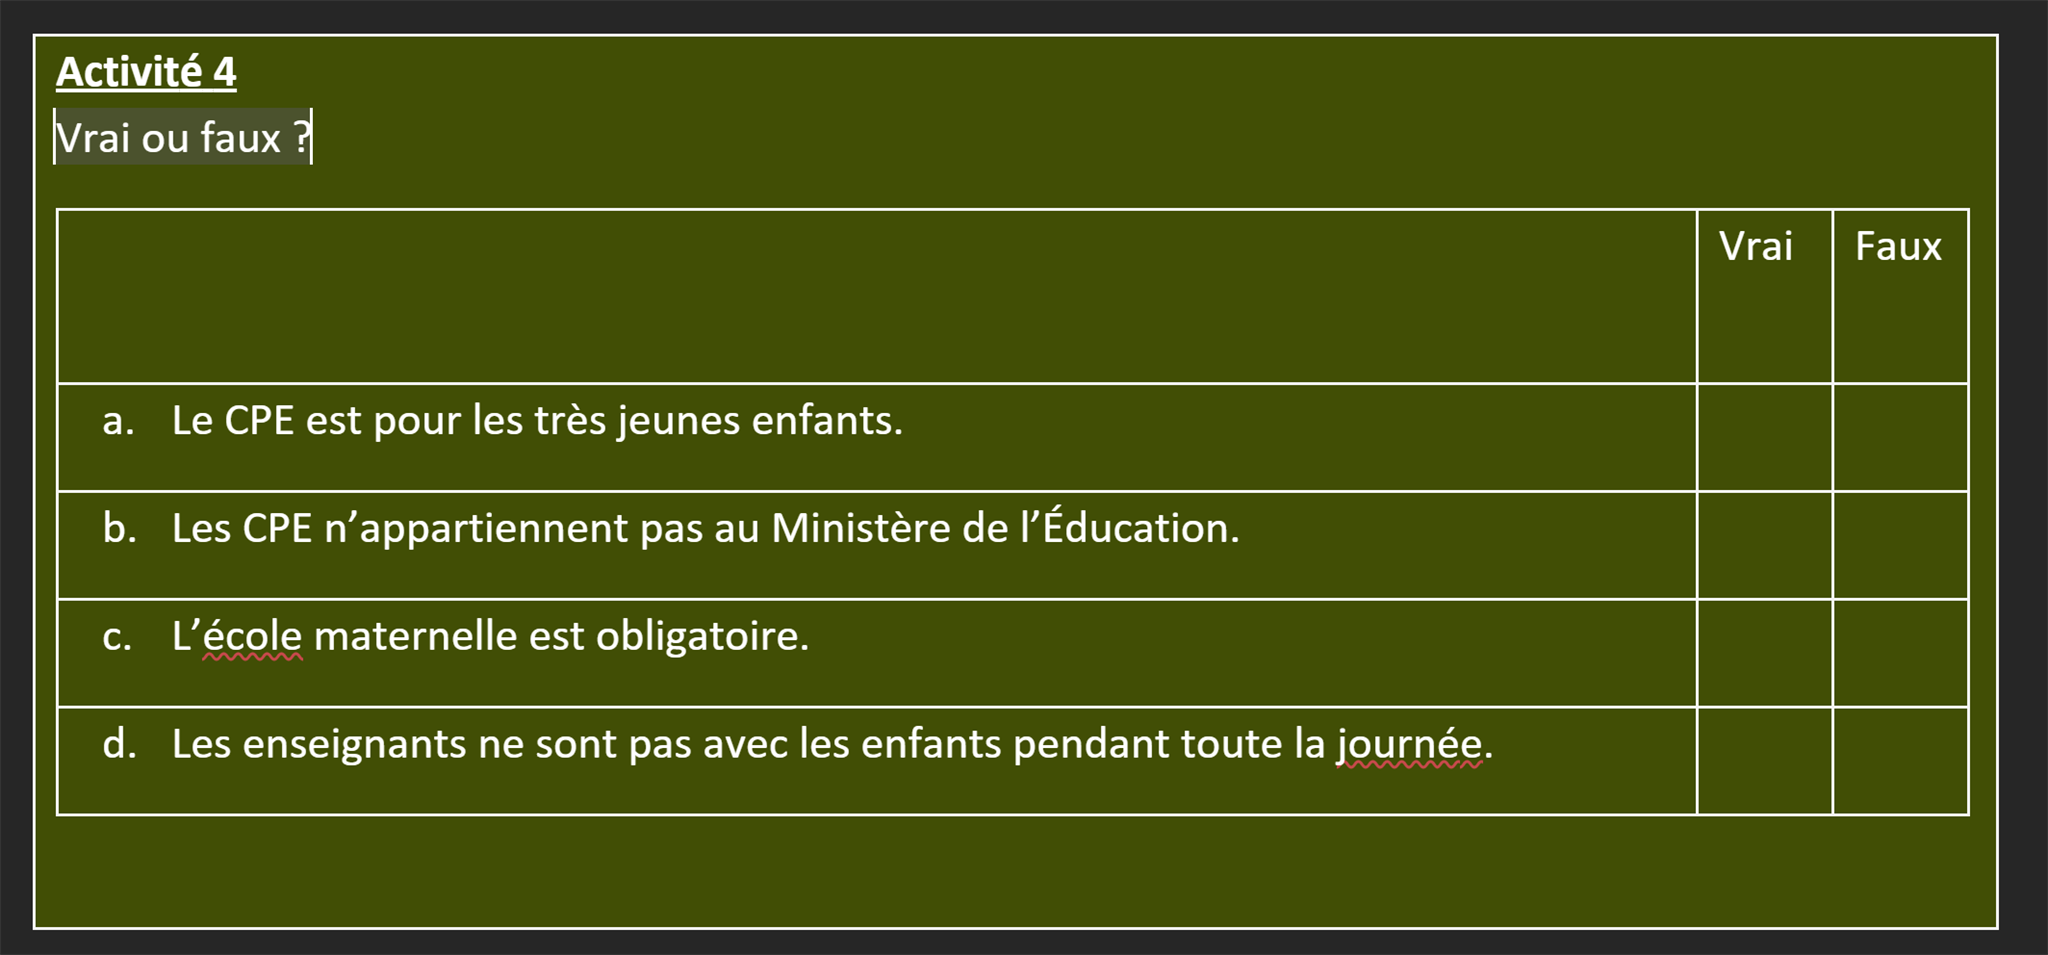 Activité 4
Vrai ou faux ?
Vrai Faux
a. Le CPE est pour les très jeunes enfants.
b. Les CPE n’appartiennent pas au Ministère de l’Éducation.
c. L’école maternelle est obligatoire.
d. Les enseignants ne sont pas avec les enfants pendant toute la journée.